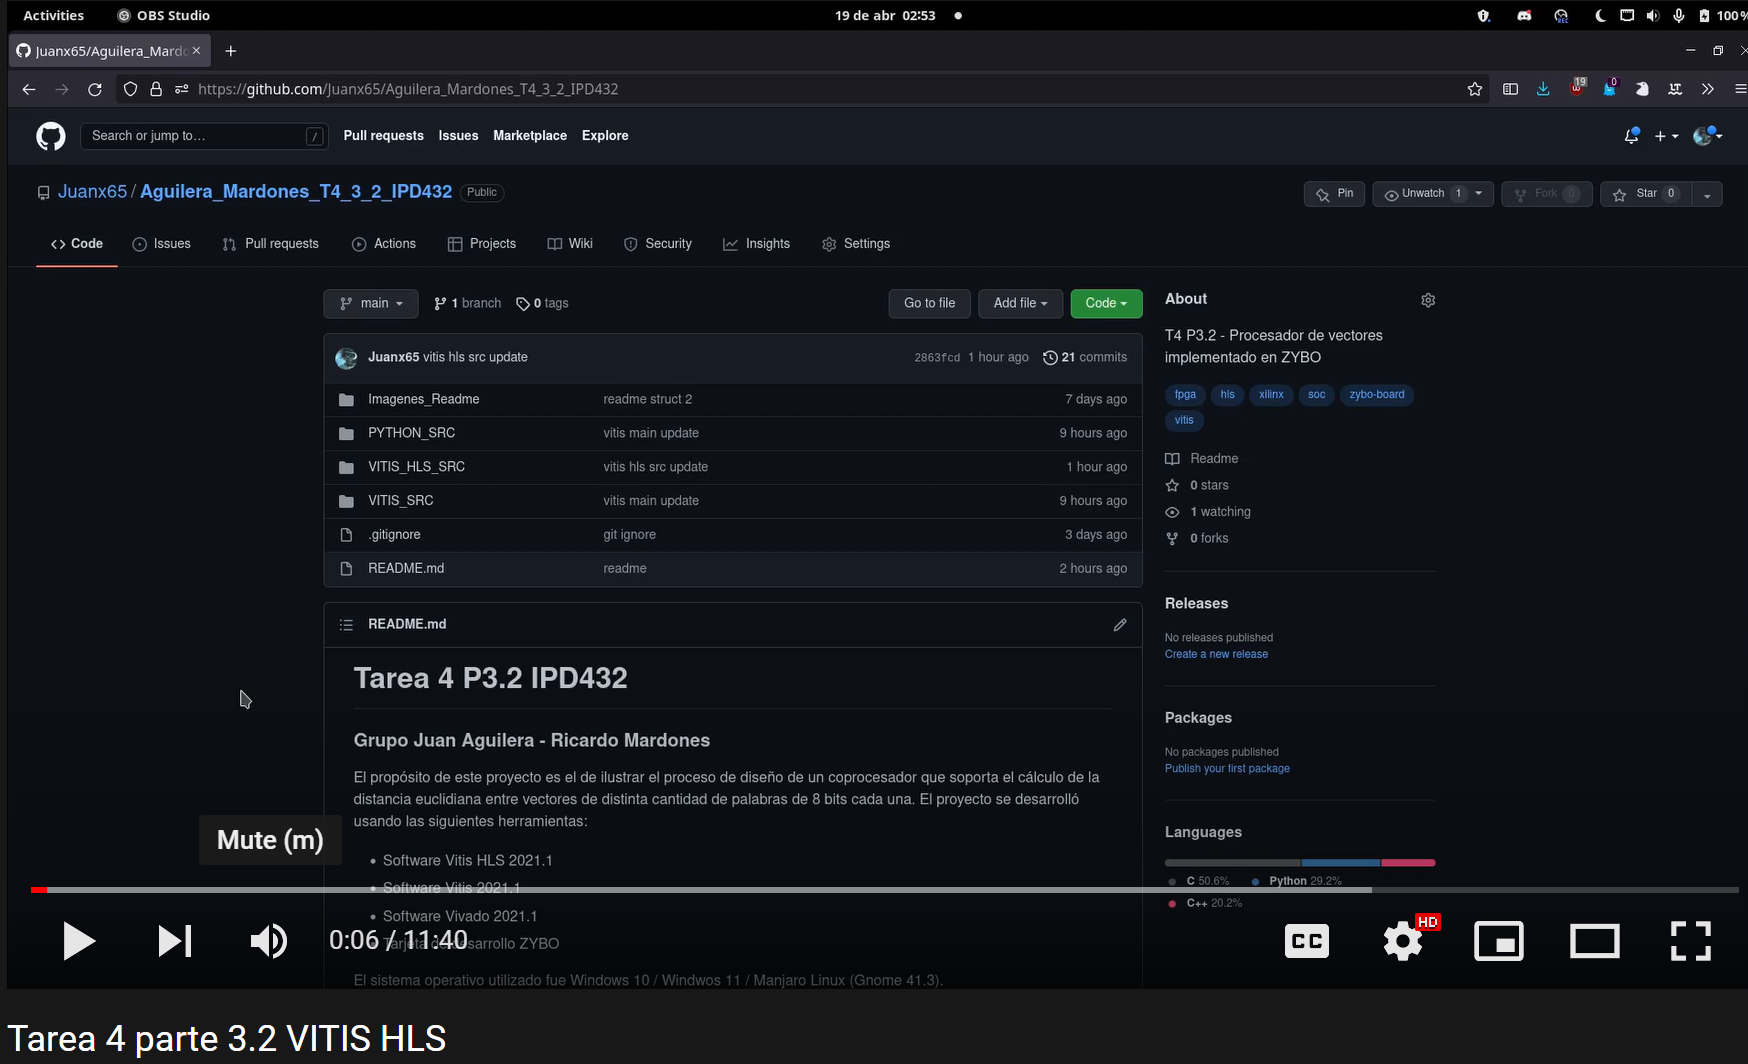 Activities
OBS Studio
19 de abr 02:53
100%
Juanx65/Aguilera_Mardo
https://github.com/Juanx65/Aguilera_Mardones_T4_3_2_IPD432
19
0
Search or jump to…
/
Pull requests Issues Marketplace Explore
Juanx65 / Aguilera_Mardones_T4_3_2_IPD432 Public
Pin
Unwatch 1
Fork 0
Star 0
Code
Issues
Pull requests
Actions
Projects
Wiki
Security
Insights
Settings
main
1 branch
0 tags
Go to file
Add file
Code
Juanx65 vitis hls src update 2863fcd 1 hour ago 21 commits
Imagenes_Readme readme struct 2 7 days ago
PYTHON_SRC vitis main update 9 hours ago
VITIS_HLS_SRC vitis hls src update 1 hour ago
VITIS_SRC vitis main update 9 hours ago
.gitignore git ignore 3 days ago
README.md readme 2 hours ago
README.md
Tarea 4 P3.2 IPD432
Grupo Juan Aguilera - Ricardo Mardones
El propósito de este proyecto es el de ilustrar el proceso de diseño de un coprocesador que soporta el cálculo de la
distancia euclidiana entre vectores de distinta cantidad de palabras de 8 bits cada una. El proyecto se desarrolló
usando las siguientes herramientas:
• Software Vitis HLS 2021.1
• Software Vitis 2021.1
• Software Vivado 2021.1
• Tarjeta de desarrollo ZYBO
El sistema operativo utilizado fue Windows 10 / Windwos 11 / Manjaro Linux (Gnome 41.3).
About
T4 P3.2 - Procesador de vectores
implementado en ZYBO
fpga hls xilinx soc zybo-board
vitis
Readme
0 stars
1 watching
0 forks
Releases
No releases published
Create a new release
Packages
No packages published
Publish your first package
Languages
C 50.6% Python 29.2%
C++ 20.2%
Mute (m)
0:06 / 11:40
CC
HD
Tarea 4 parte 3.2 VITIS HLS